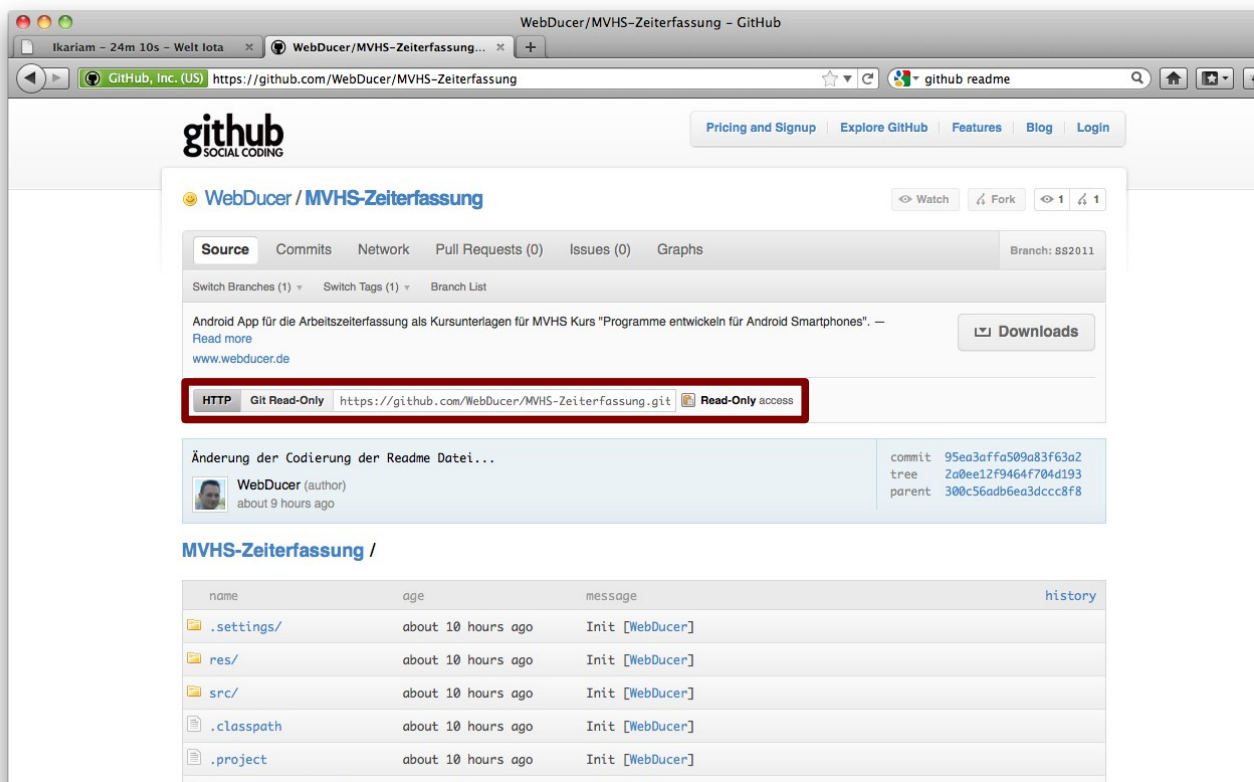 WebDucer/MVHS-Zeiterfassung - GitHub
Ikariam - 24m 10s - Welt Iota × WebDucer/MVHS-Zeiterfassung... × +
GitHub, Inc. (US) https://github.com/WebDucer/MVHS-Zeiterfassung github readme
github
SOCIAL CODING
Pricing and Signup Explore GitHub Features Blog Login
WebDucer / MVHS-Zeiterfassung Watch Fork 1 1
Source Commits Network Pull Requests (0) Issues (0) Graphs Branch: SS2011
Switch Branches (1) Switch Tags (1) Branch List
Android App für die Arbeitszeiterfassung als Kursunterlagen für MVHS Kurs "Programme entwickeln für Android Smartphones". —
Read more
Downloads
www.webducer.de
HTTP Git Read-Only https://github.com/WebDucer/MVHS-Zeiterfassung.git Read-Only access
Änderung der Codierung der Readme Datei...
WebDucer (author)
about 9 hours ago
commit 95ea3affa509a83f63a2
tree 2a0ee12f9464f704d193
parent 300c56adb6ea3dccc8f8
MVHS-Zeiterfassung /
name age message history
.settings/ about 10 hours ago Init [WebDucer]
res/ about 10 hours ago Init [WebDucer]
src/ about 10 hours ago Init [WebDucer]
.classpath about 10 hours ago Init [WebDucer]
.project about 10 hours ago Init [WebDucer]